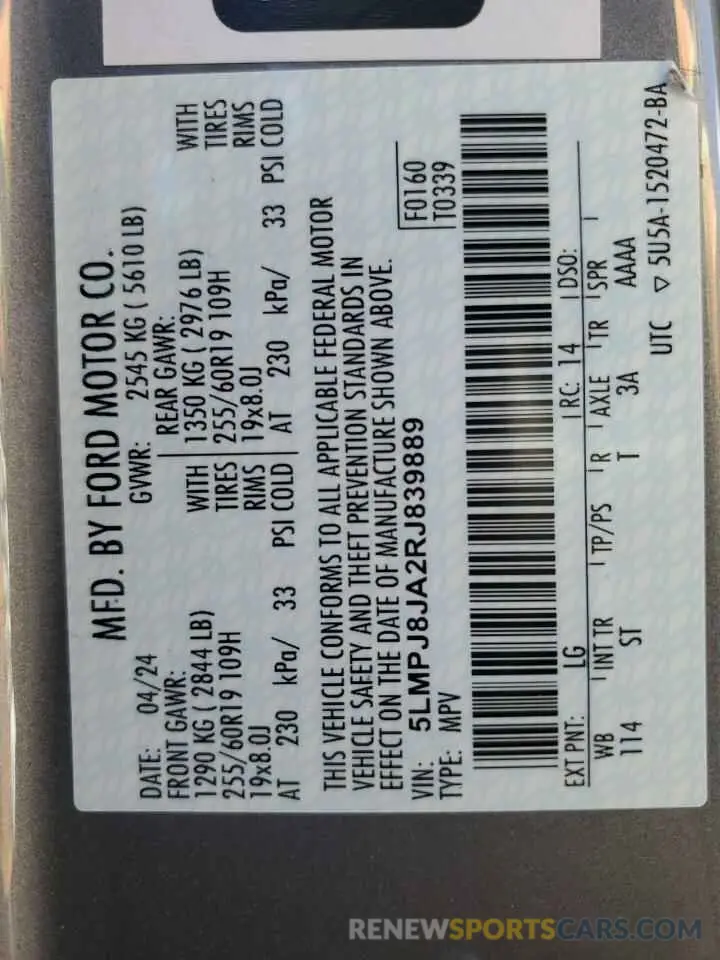 MFD. BY FORD MOTOR CO.
DATE: 04/24 GVWR: 2545 KG ( 5610 LB)
FRONT GAWR: REAR GAWR:
1290 KG ( 2844 LB) WITH 1350 KG ( 2976 LB) WITH
255/60R19 109H TIRES 255/60R19 109H TIRES
19x8.0J RIMS 19x8.0J RIMS
AT 230 kPa/ 33 PSI COLD AT 230 kPa/ 33 PSI COLD
THIS VEHICLE CONFORMS TO ALL APPLICABLE FEDERAL MOTOR
VEHICLE SAFETY AND THEFT PREVENTION STANDARDS IN
EFFECT ON THE DATE OF MANUFACTURE SHOWN ABOVE.
VIN: 5LMPJ8JA2RJ839889 F0160
TYPE: MPV T0339
EXT PNT: LG RC: 14 DSO:
WB INT TR TP/PS R AXLE TR SPR
114 ST T 3A AAAA
UTC ▽ 5U5A-1520472-BA
RENEWSPORTSCARS.COM